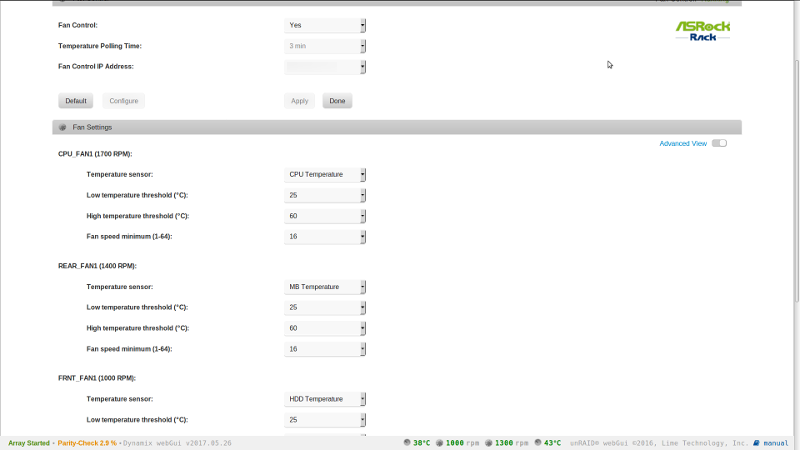 Fan Control: Yes
ASRock
Rack
Temperature Polling Time: 3 min
Fan Control IP Address:
Default Configure Apply Done
Fan Settings
Advanced View
CPU_FAN1 (1700 RPM):
Temperature sensor: CPU Temperature
Low temperature threshold (°C): 25
High temperature threshold (°C): 60
Fan speed minimum (1-64): 16
REAR_FAN1 (1400 RPM):
Temperature sensor: MB Temperature
Low temperature threshold (°C): 25
High temperature threshold (°C): 60
Fan speed minimum (1-64): 16
FRNT_FAN1 (1000 RPM):
Temperature sensor: HDD Temperature
Low temperature threshold (°C): 25
Array Started • Parity-Check 2.9 % • Dynamix webGui v2017.05.26 38°C 1000 rpm 1300 rpm 43°C unRAID® webGui ©2016, Lime Technology, Inc. manual